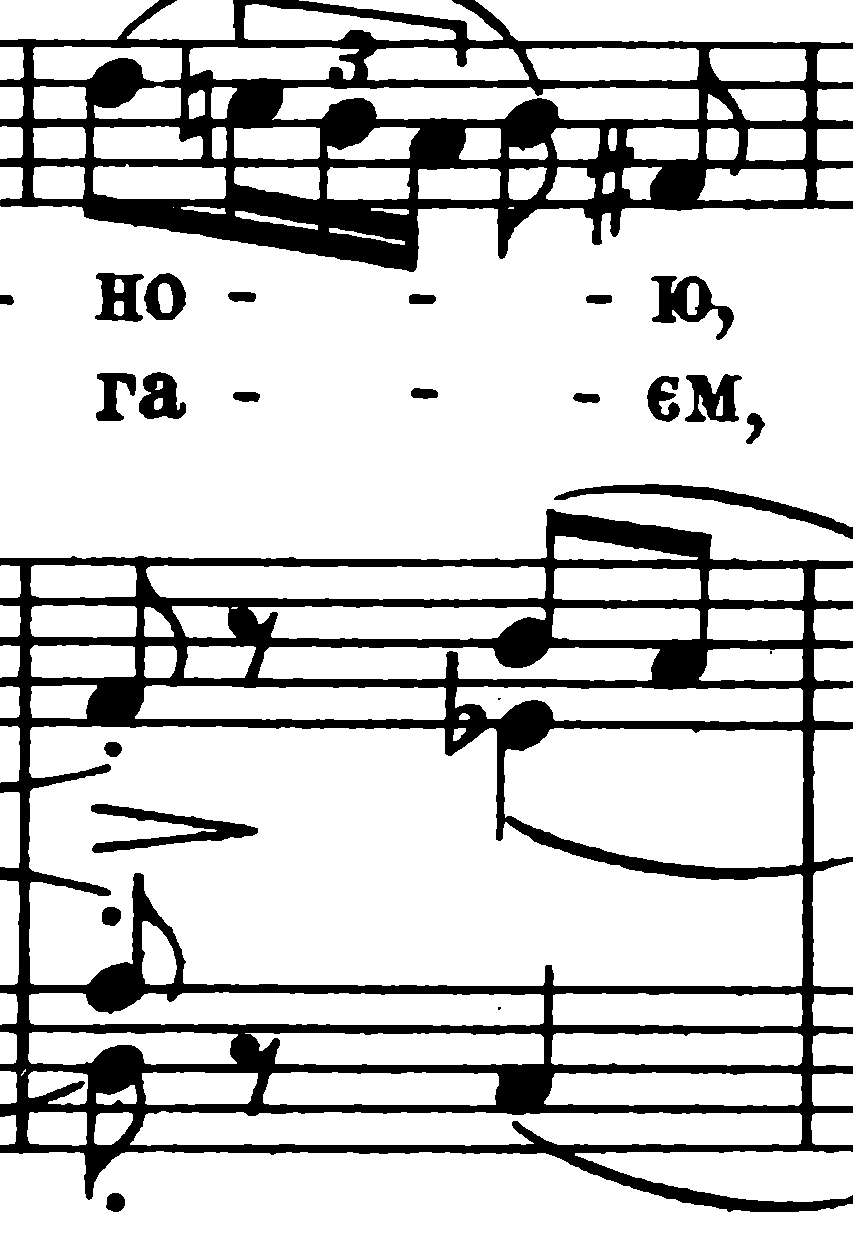 3
- но - - - ю,
га - - - єм,